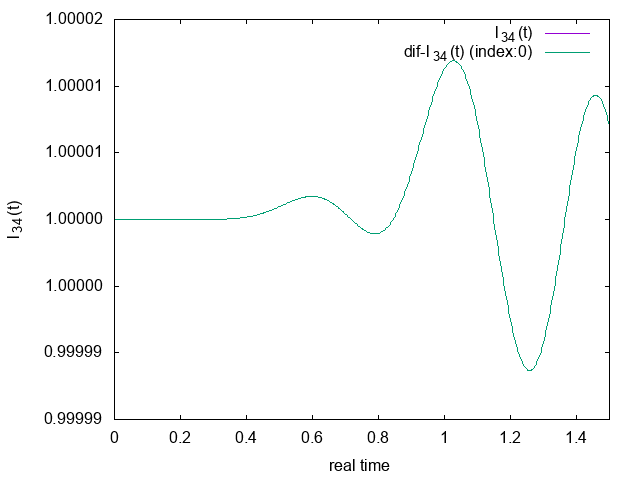 1.00002
1.00001
1.00001
1.00000
1.00000
0.99999
0.99999
I34(t)
I34(t)
dif-I34(t) (index:0)
0 0.2 0.4 0.6 0.8 1 1.2 1.4
real time